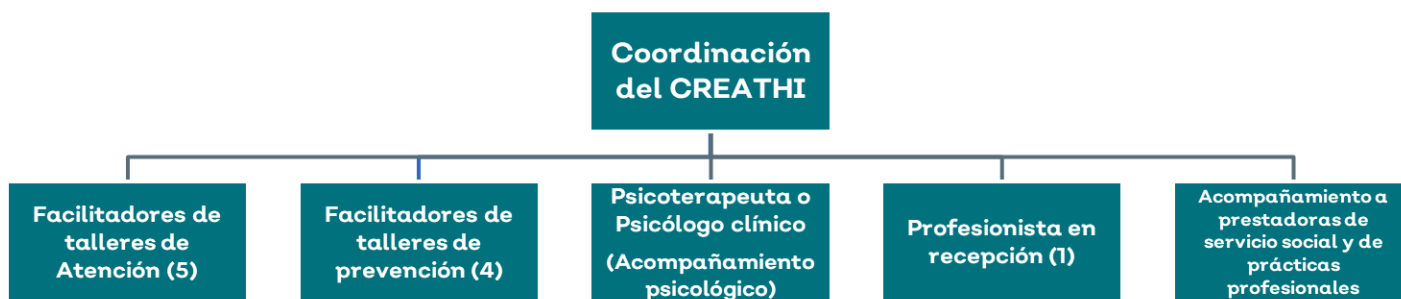 Coordinación
del CREATHI
Facilitadores de
talleres de
Atención (5)
Facilitadores de
talleres de
prevención (4)
Psicoterapeuta o
Psicólogo clínico
(Acompañamiento
psicológico)
Profesionista en
recepción (1)
Acompañamiento a
prestadoras de
servicio social y de
prácticas
profesionales